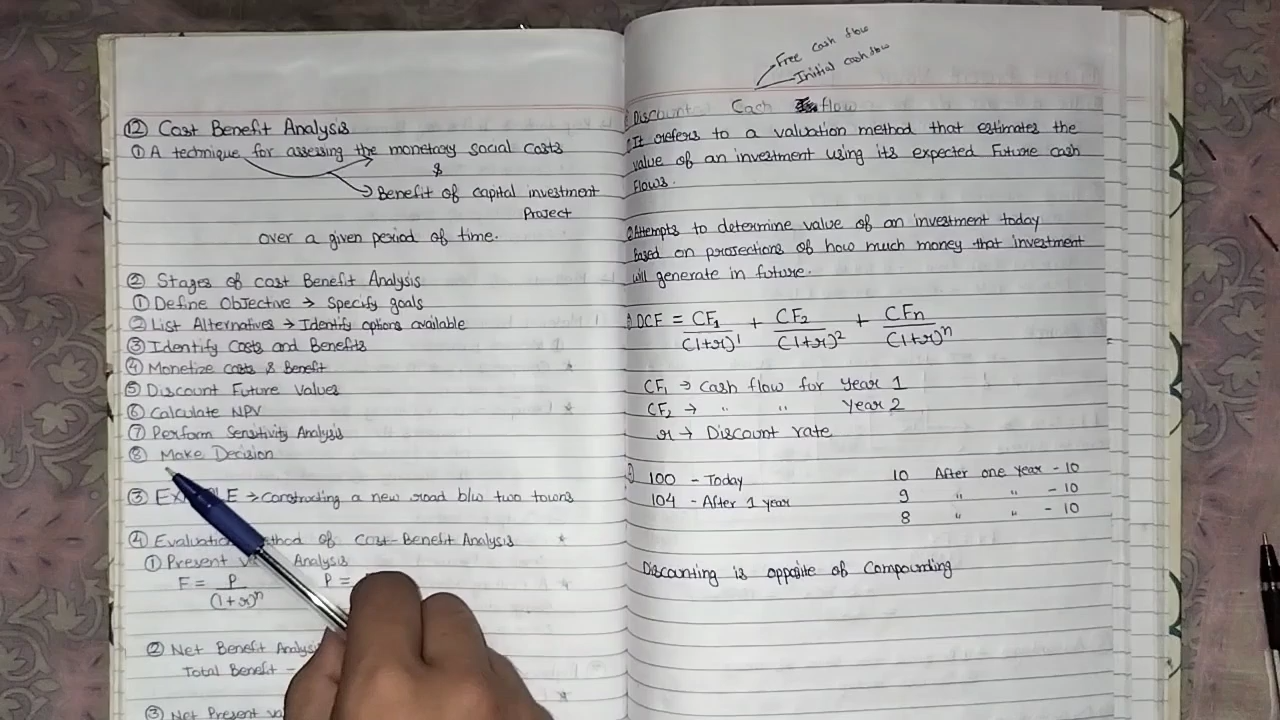 ⑫ Cost Benefit Analysis
① A technique for assessing the monetary social costs
&
→ Benefit of capital investment
Project
over a given period of time.
② Stages of cost Benefit Analysis
① Define Objective → Specify goals
② List Alternatives → Identify options available
③ Identify Costs and Benefits
④ Monetize costs & Benefit
⑤ Discount Future Values
⑥ Calculate NPV
⑦ Perform Sensitivity Analysis
⑧ Make Decision
③ → Constructing a new road b/w two towns
④ Evaluation of Cost-Benefit Analysis
① Present Analysis
F = P / (1+r)^n P =
② Net Benefit
Total Benefit -
③ Net Present
Free cash flow
Initial cash flow
Discount Cash flow
It refers to a valuation method that estimates the
value of an investment using its expected Future cash
flows.
② Attempts to determine value of an investment today
Based on projections of how much money that investment
will generate in future.
DCF = CF₁/(1+r)^1 + CF₂/(1+r)^2 + CFn/(1+r)^n
CF₁ → Cash flow for Year 1
CF₂ → " " Year 2
r → Discount rate
100 - Today 10 After one year - 10
104 - After 1 year 9 " " - 10
8 " " - 10
Discounting is opposite of Compounding